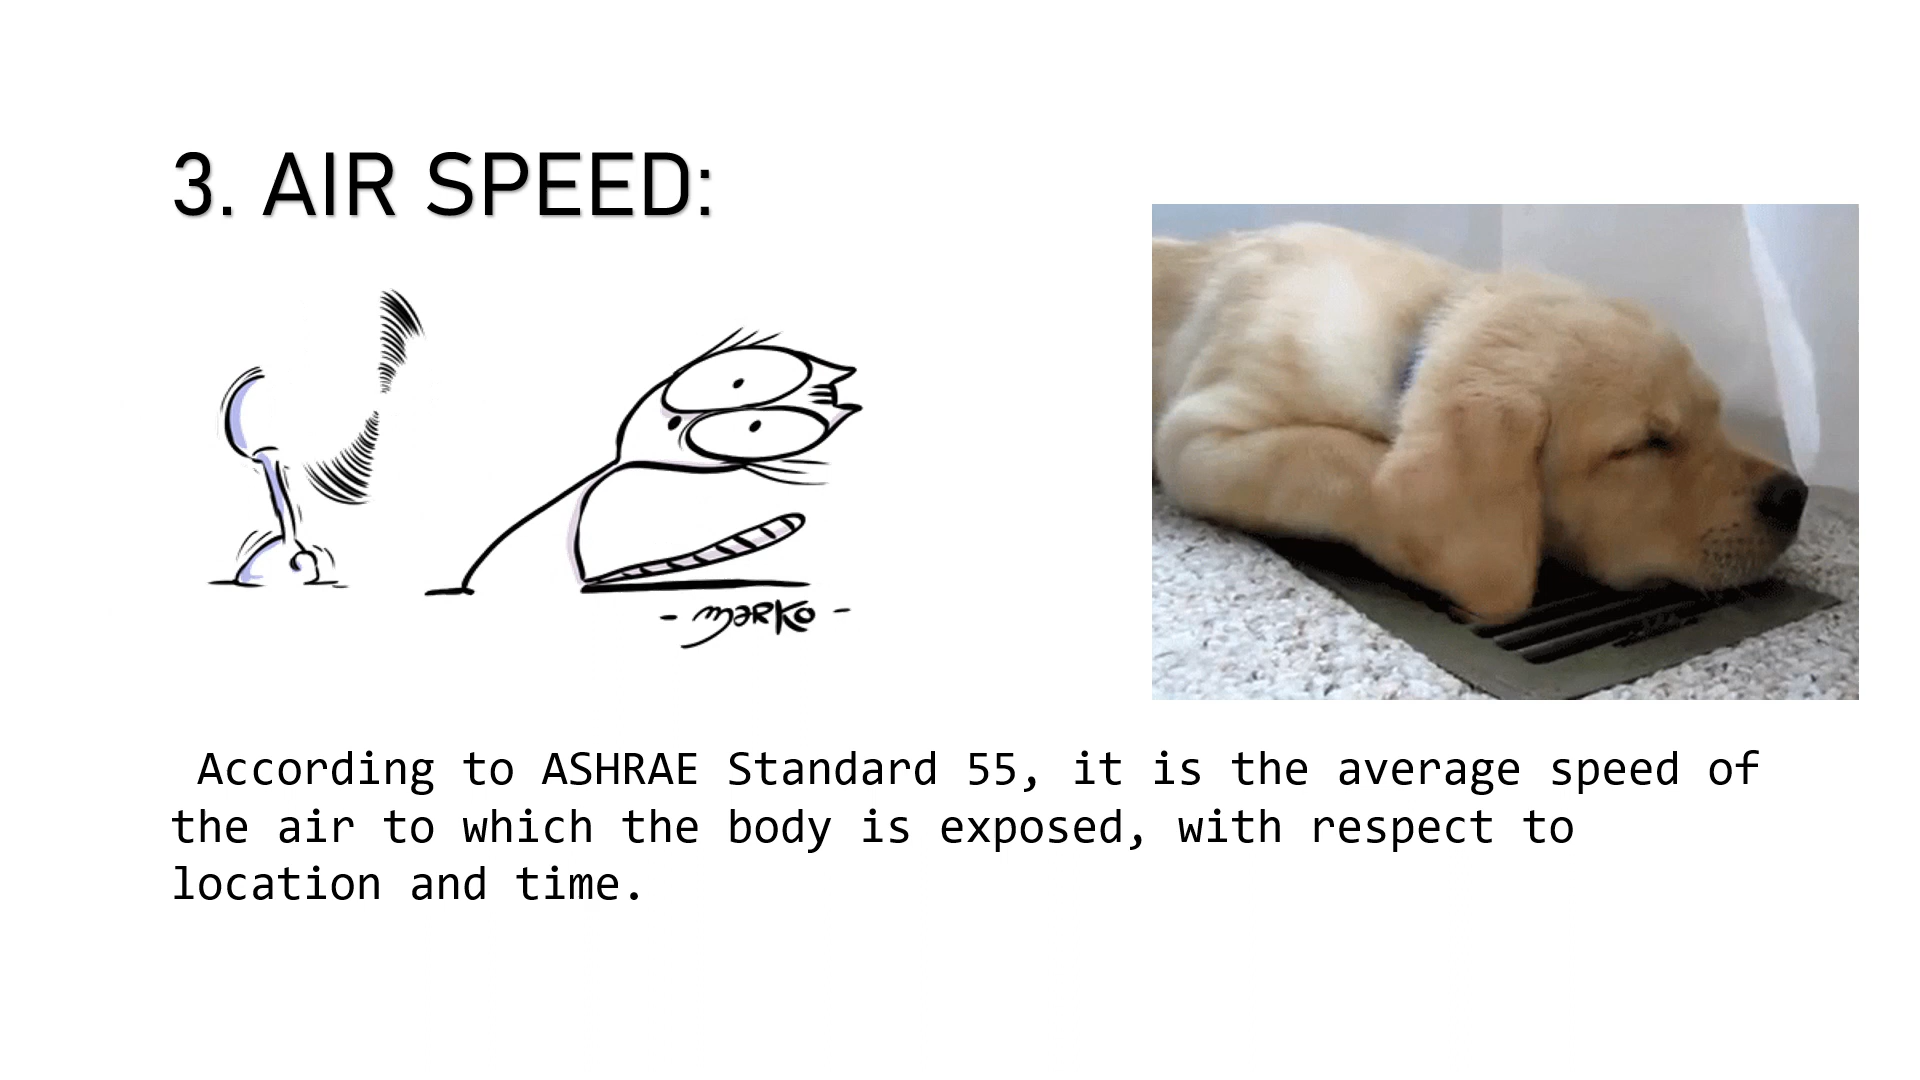 3. AIR SPEED:
- marko -
According to ASHRAE Standard 55, it is the average speed of
the air to which the body is exposed, with respect to
location and time.